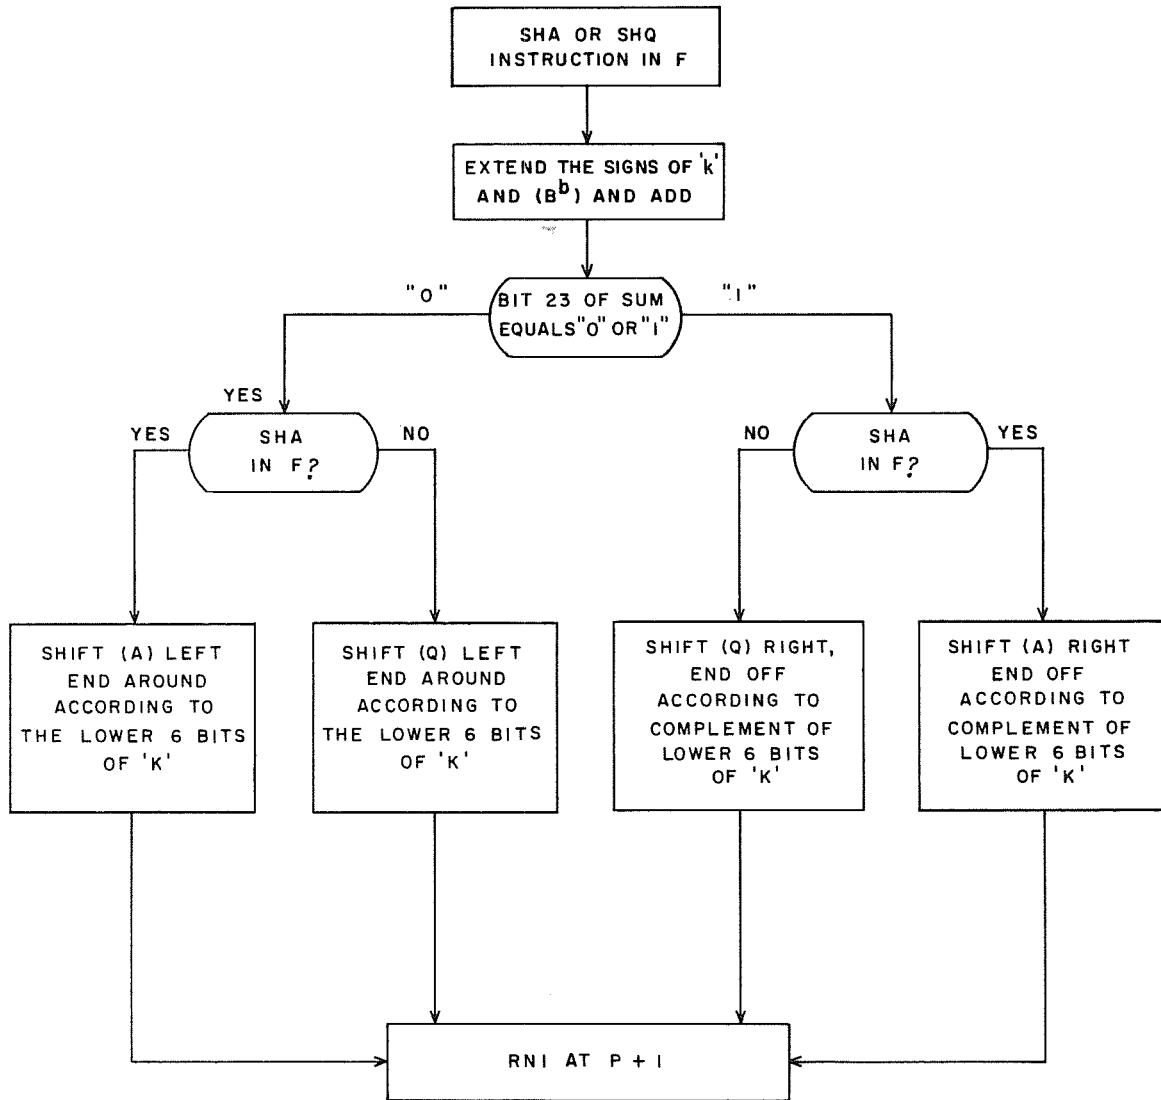 SHA OR SHQ
INSTRUCTION IN F
EXTEND THE SIGNS OF 'k'
AND (Bᵇ) AND ADD
"0"
BIT 23 OF SUM
EQUALS "0" OR "1"
"1"
YES
YES
SHA
IN F?
NO
NO
SHA
IN F?
YES
SHIFT (A) LEFT
END AROUND
ACCORDING TO
THE LOWER 6 BITS
OF 'K'
SHIFT (Q) LEFT
END AROUND
ACCORDING TO
THE LOWER 6 BITS
OF 'K'
SHIFT (Q) RIGHT,
END OFF
ACCORDING TO
COMPLEMENT OF
LOWER 6 BITS
OF 'K'
SHIFT (A) RIGHT
END OFF
ACCORDING TO
COMPLEMENT OF
LOWER 6 BITS
OF 'K'
RNI AT P + 1